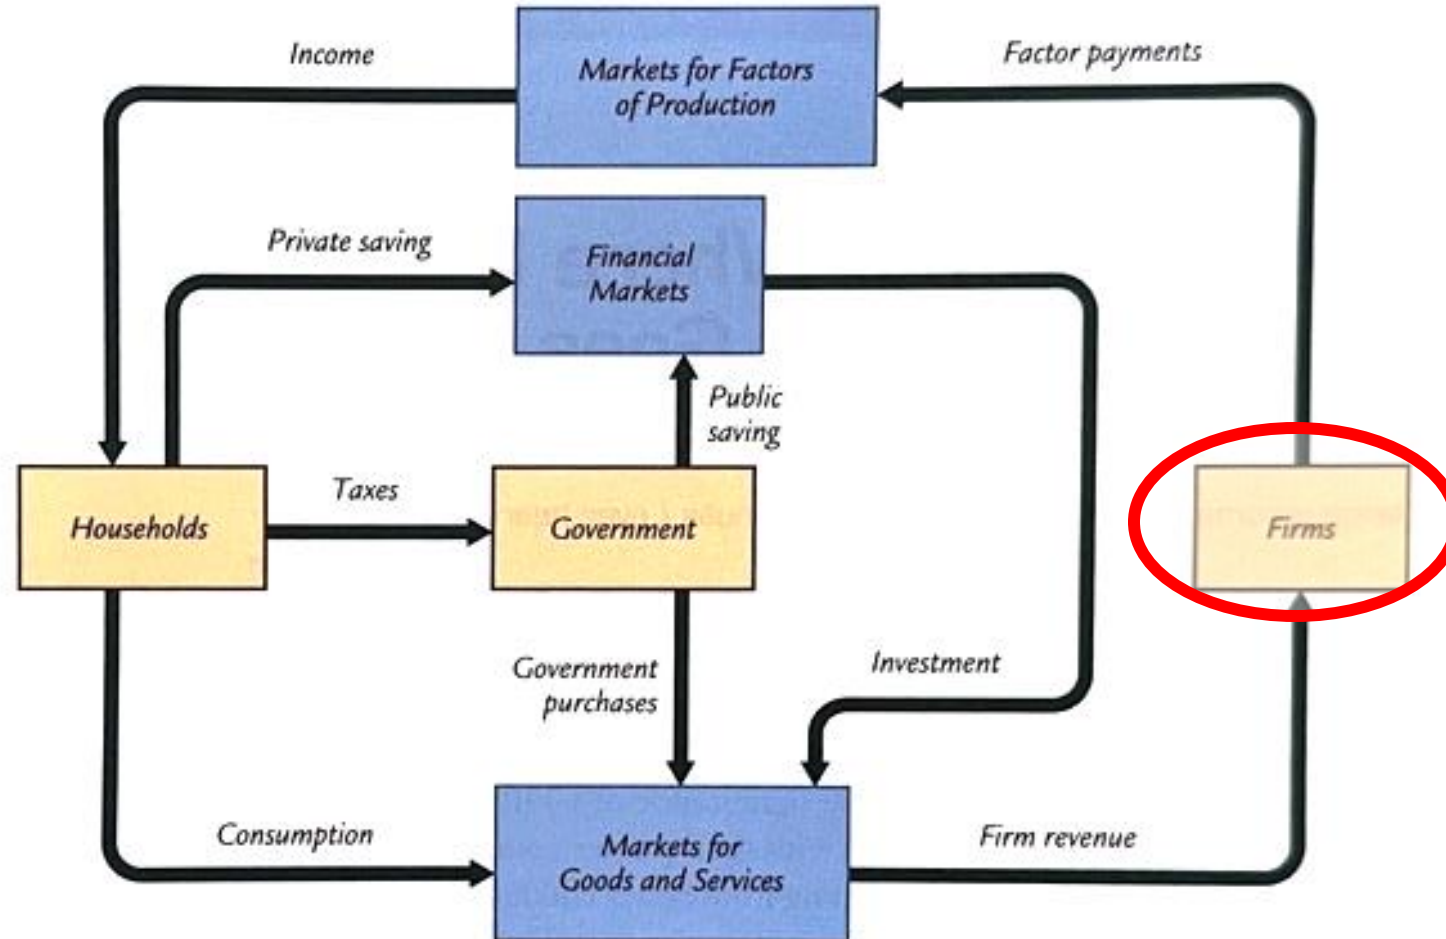 Income
Markets for Factors
of Production
Factor payments
Private saving
Financial
Markets
Public
saving
Households
Taxes
Government
Firms
Government
purchases
Investment
Consumption
Markets for
Goods and Services
Firm revenue